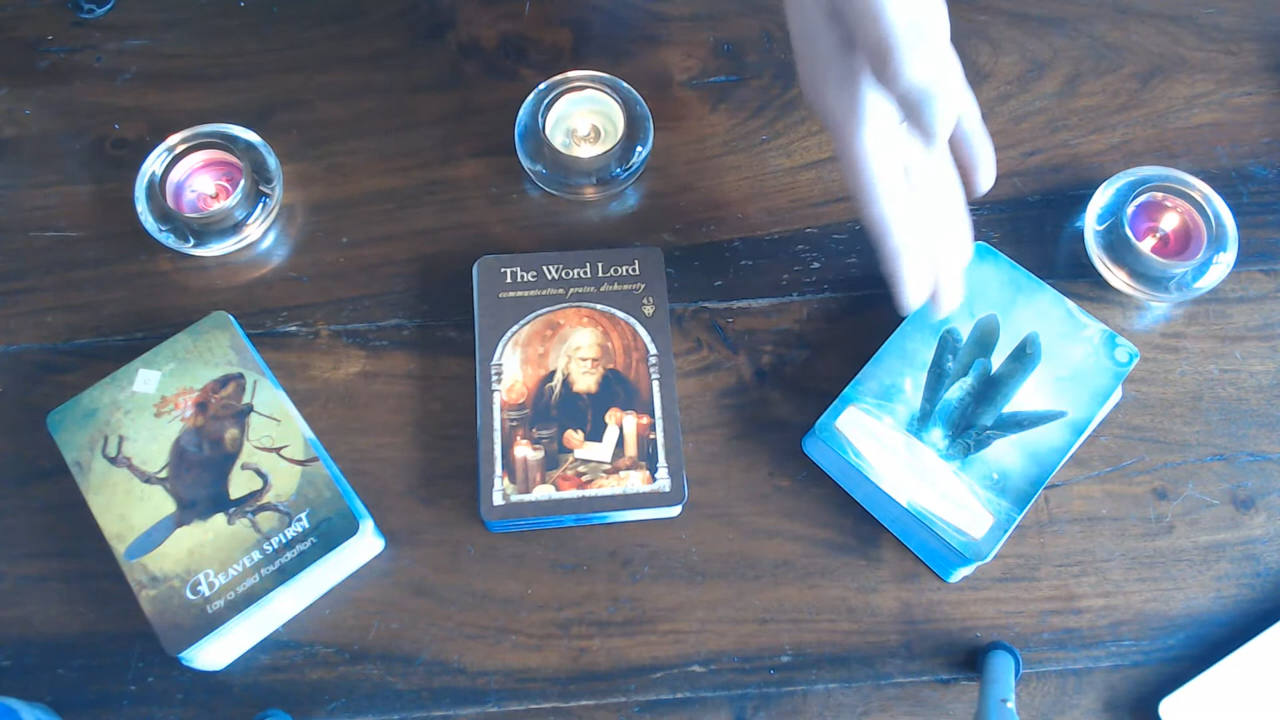 The Word Lord
communication, praise, dishonesty
43
BEAVER SPIRIT
Lay a solid foundation.